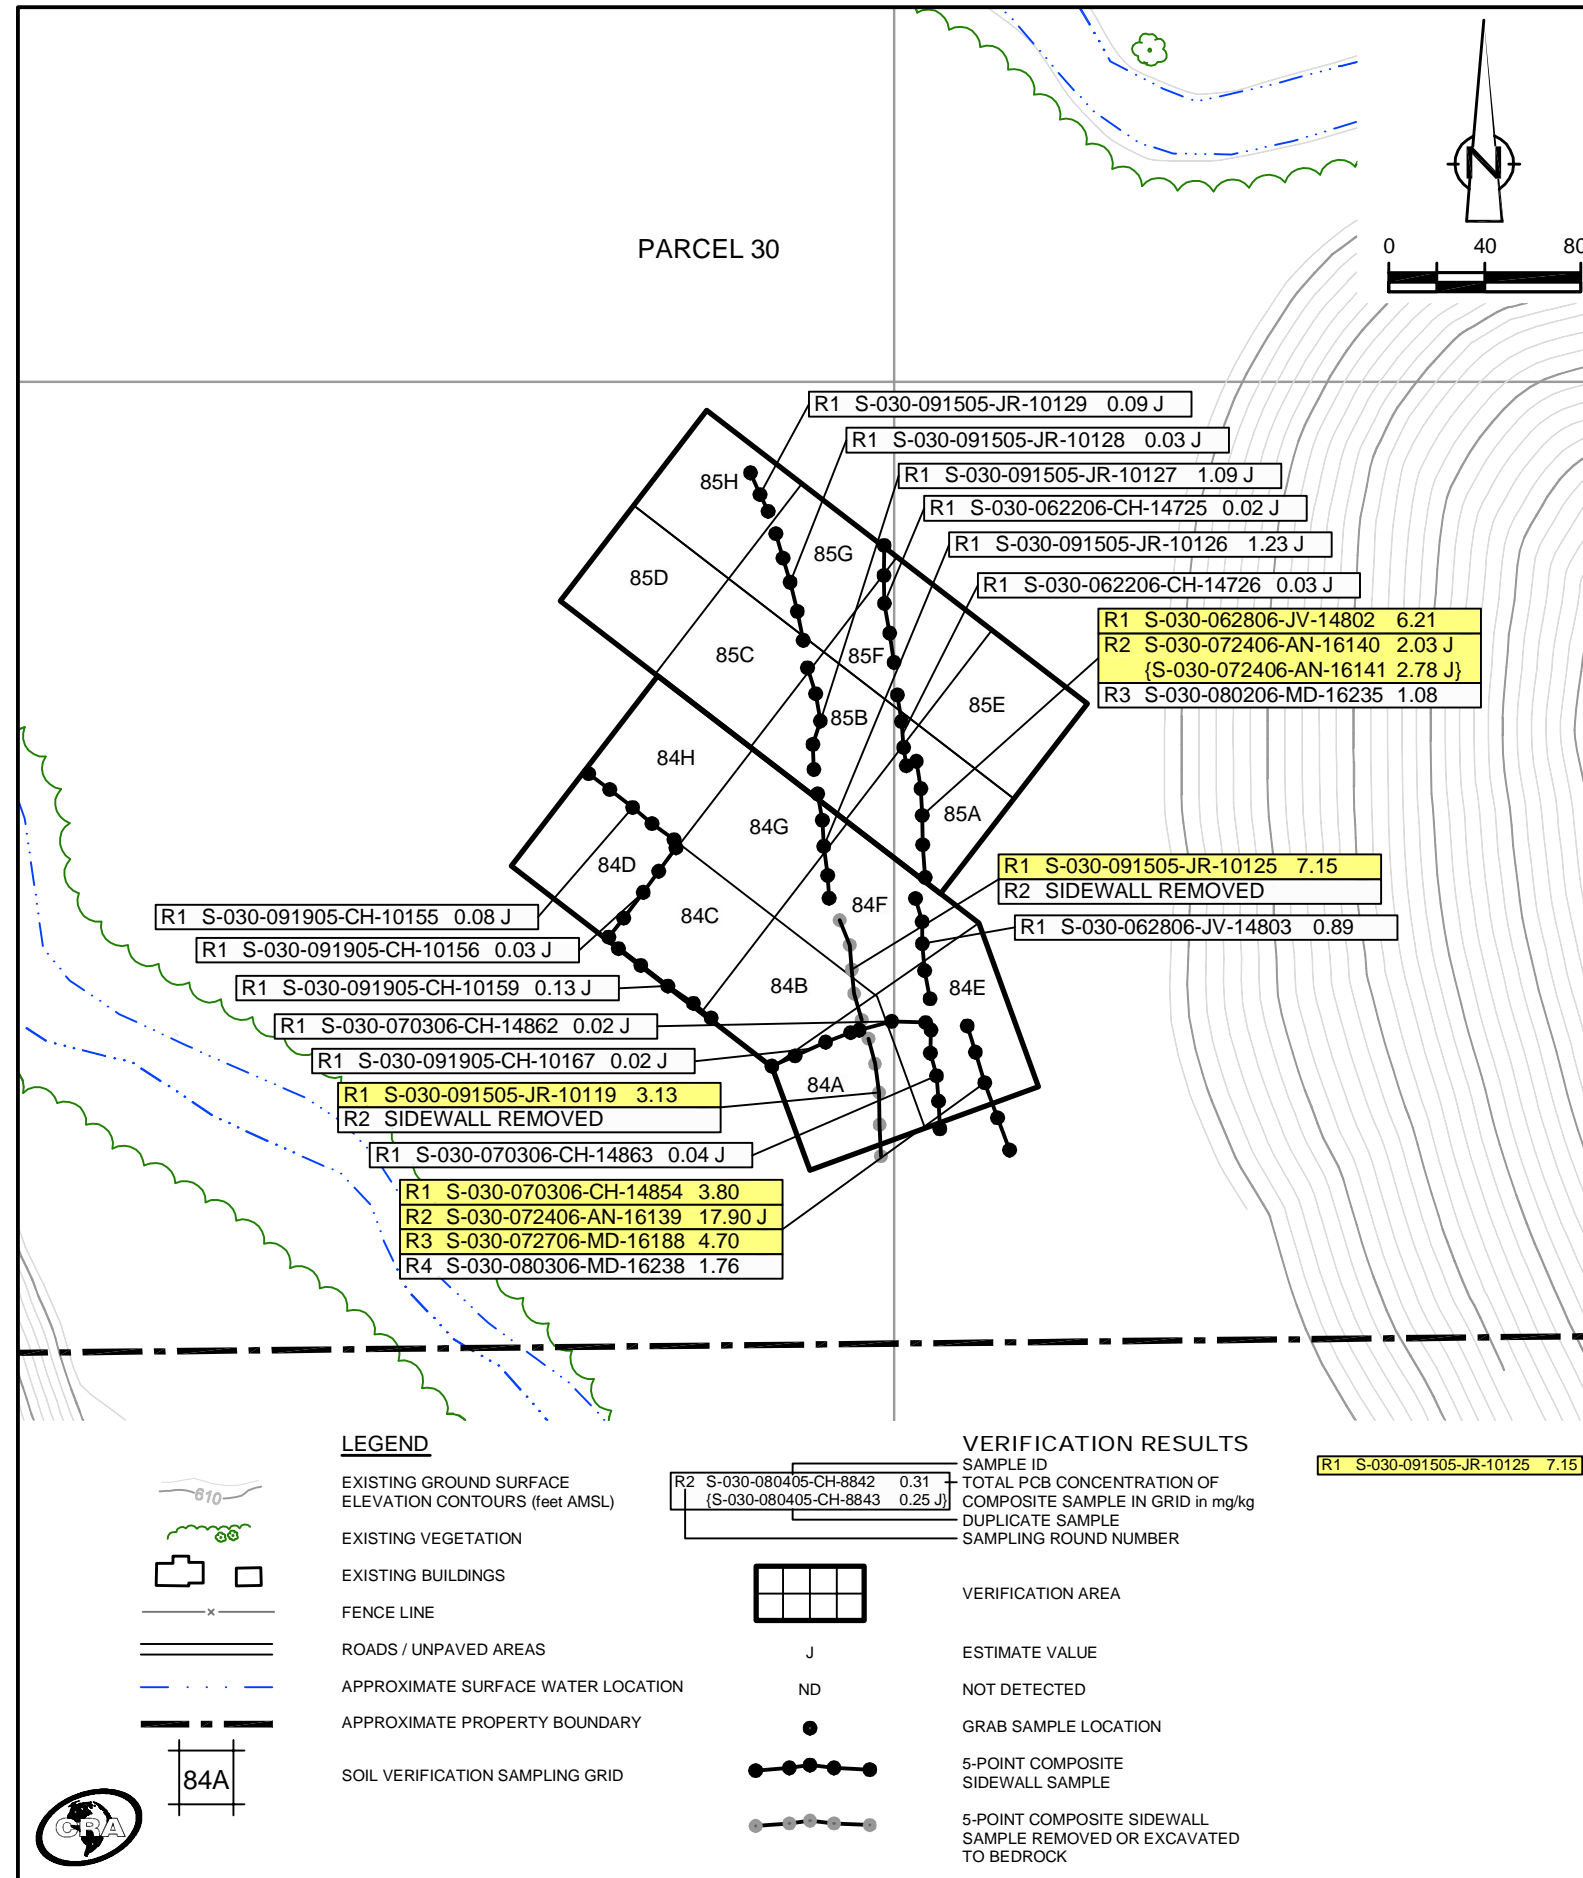 N
0 40 80
PARCEL 30
R1 S-030-091505-JR-10129 0.09 J
R1 S-030-091505-JR-10128 0.03 J
R1 S-030-091505-JR-10127 1.09 J
R1 S-030-062206-CH-14725 0.02 J
R1 S-030-091505-JR-10126 1.23 J
R1 S-030-062206-CH-14726 0.03 J
R1 S-030-062806-JV-14802 6.21
R2 S-030-072406-AN-16140 2.03 J
{S-030-072406-AN-16141 2.78 J}
R3 S-030-080206-MD-16235 1.08
85H
85G
85D
85C
85F
85E
85B
84H
84G
85A
84D
84C
84F
84B
84E
84A
R1 S-030-091505-JR-10125 7.15
R2 SIDEWALL REMOVED
R1 S-030-062806-JV-14803 0.89
R1 S-030-091905-CH-10155 0.08 J
R1 S-030-091905-CH-10156 0.03 J
R1 S-030-091905-CH-10159 0.13 J
R1 S-030-070306-CH-14862 0.02 J
R1 S-030-091905-CH-10167 0.02 J
R1 S-030-091505-JR-10119 3.13
R2 SIDEWALL REMOVED
R1 S-030-070306-CH-14863 0.04 J
R1 S-030-070306-CH-14854 3.80
R2 S-030-072406-AN-16139 17.90 J
R3 S-030-072706-MD-16188 4.70
R4 S-030-080306-MD-16238 1.76
LEGEND
610
EXISTING GROUND SURFACE
ELEVATION CONTOURS (feet AMSL)
EXISTING VEGETATION
EXISTING BUILDINGS
x
FENCE LINE
ROADS / UNPAVED AREAS
APPROXIMATE SURFACE WATER LOCATION
APPROXIMATE PROPERTY BOUNDARY
84A
SOIL VERIFICATION SAMPLING GRID
CRA
VERIFICATION RESULTS
R2 S-030-080405-CH-8842 0.31
{S-030-080405-CH-8843 0.25 J}
SAMPLE ID
TOTAL PCB CONCENTRATION OF
COMPOSITE SAMPLE IN GRID in mg/kg
DUPLICATE SAMPLE
SAMPLING ROUND NUMBER
R1 S-030-091505-JR-10125 7.15
VERIFICATION AREA
J
ESTIMATE VALUE
ND
NOT DETECTED
GRAB SAMPLE LOCATION
5-POINT COMPOSITE
SIDEWALL SAMPLE
5-POINT COMPOSITE SIDEWALL
SAMPLE REMOVED OR EXCAVATED
TO BEDROCK